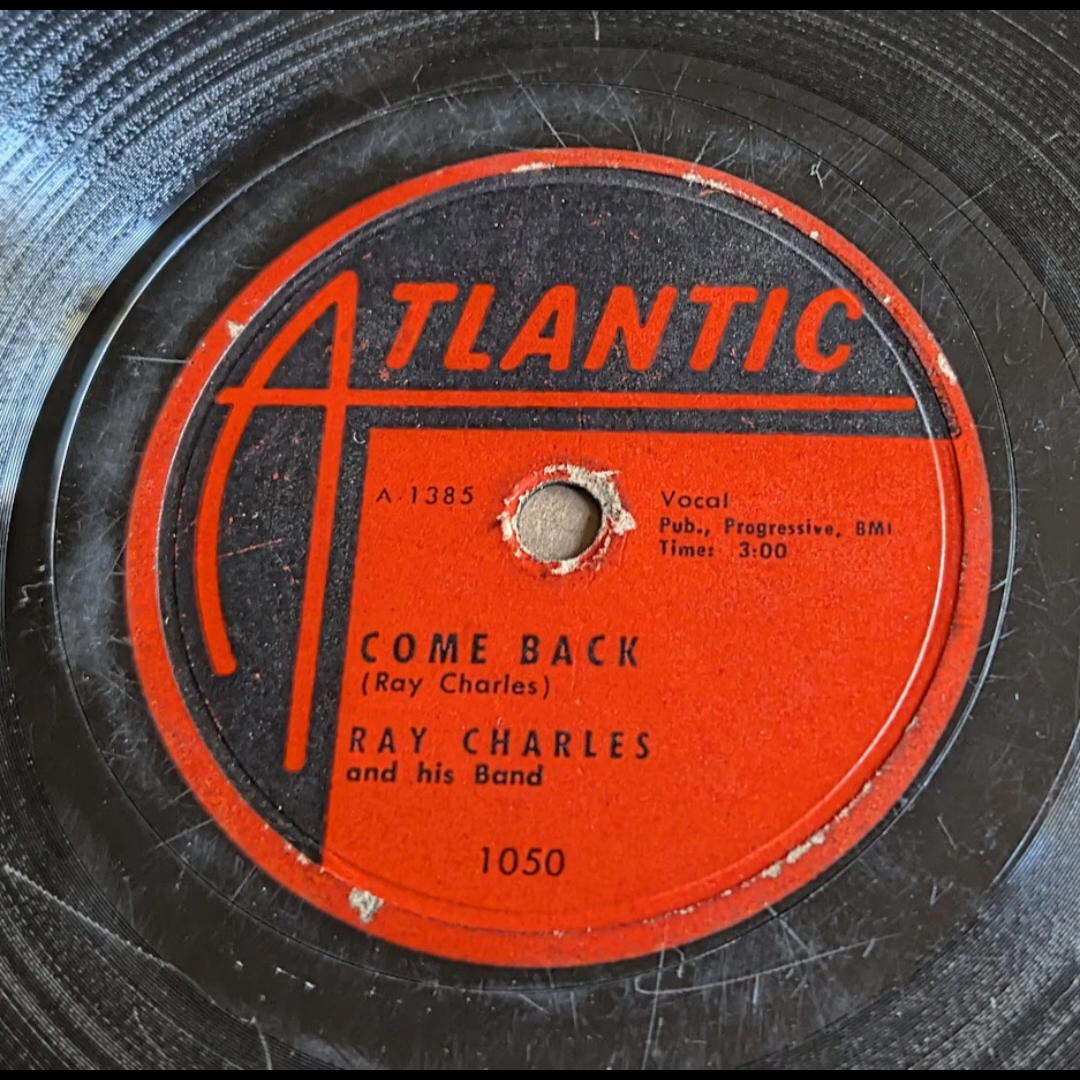 ATLANTIC
A-1385
Vocal
Pub., Progressive, BMI
Time: 3:00
COME BACK
(Ray Charles)
RAY CHARLES
and his Band
1050